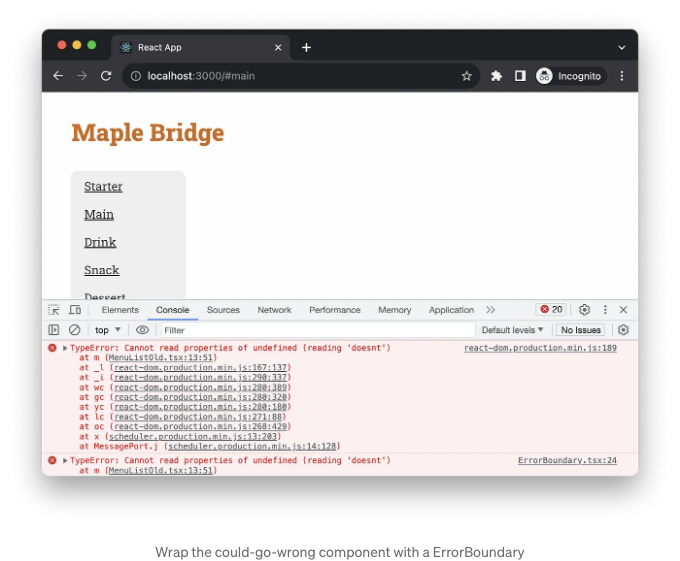 React App
localhost:3000/#main
Incognito
Maple Bridge
Starter
Main
Drink
Snack
Dessert
Elements Console Sources Network Performance Memory Application 20
top Filter Default levels No Issues
TypeError: Cannot read properties of undefined (reading 'doesnt') react-dom.production.min.js:189
at m (MenuListOld.tsx:13:51)
at _l (react-dom.production.min.js:167:137)
at _i (react-dom.production.min.js:290:337)
at wc (react-dom.production.min.js:280:389)
at gc (react-dom.production.min.js:280:320)
at yc (react-dom.production.min.js:280:180)
at lc (react-dom.production.min.js:271:88)
at oc (react-dom.production.min.js:268:429)
at x (scheduler.production.min.js:13:203)
at MessagePort.j (scheduler.production.min.js:14:128)
TypeError: Cannot read properties of undefined (reading 'doesnt') ErrorBoundary.tsx:24
at m (MenuListOld.tsx:13:51)
Wrap the could-go-wrong component with a ErrorBoundary